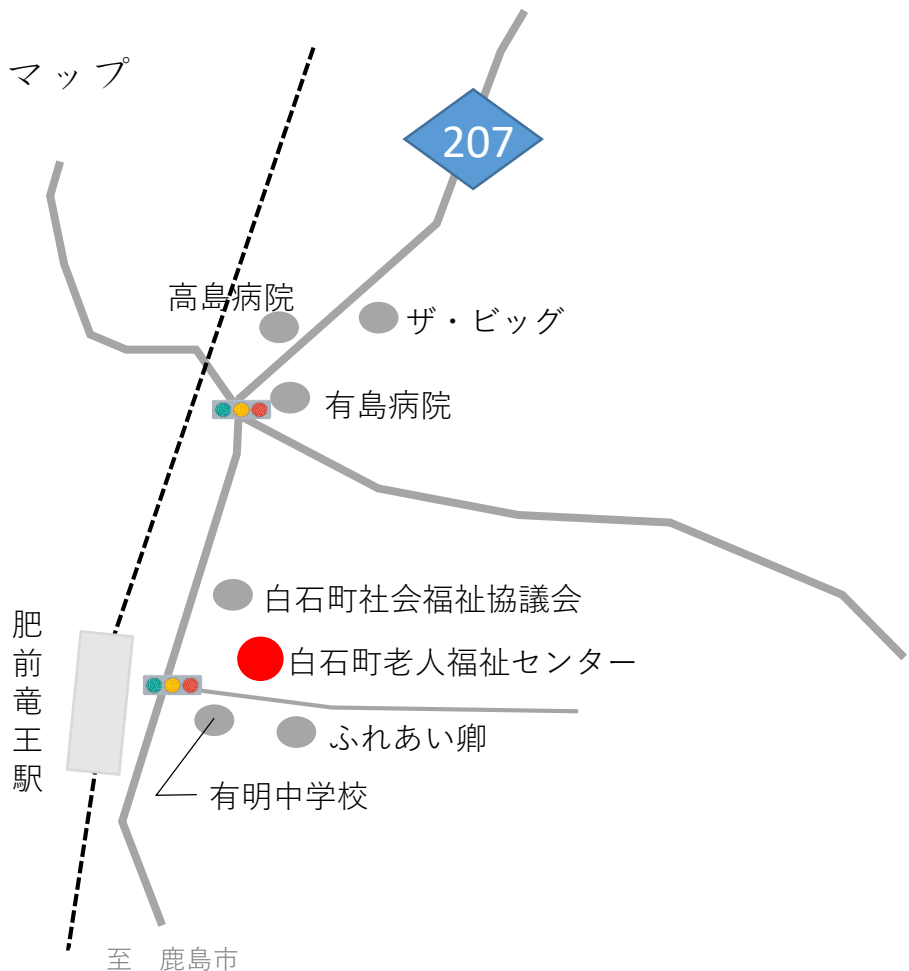 マップ
207
高島病院
ザ・ビッグ
有島病院
白石町社会福祉協議会
白石町老人福祉センター
肥前竜王駅
ふれあい卿
有明中学校
至　鹿島市